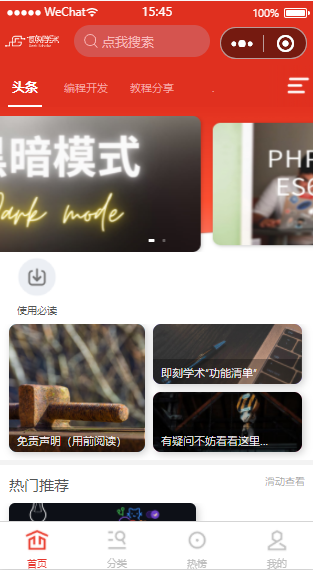 WeChat
15:45
100%
点我搜索
头条
编程开发
教程分享
黑暗模式
Dark mode
PHP
ES6
使用必读
免责声明（用前阅读）
即刻学术"功能清单"
有疑问不妨看看这里...
热门推荐
滑动查看
首页
分类
热榜
我的